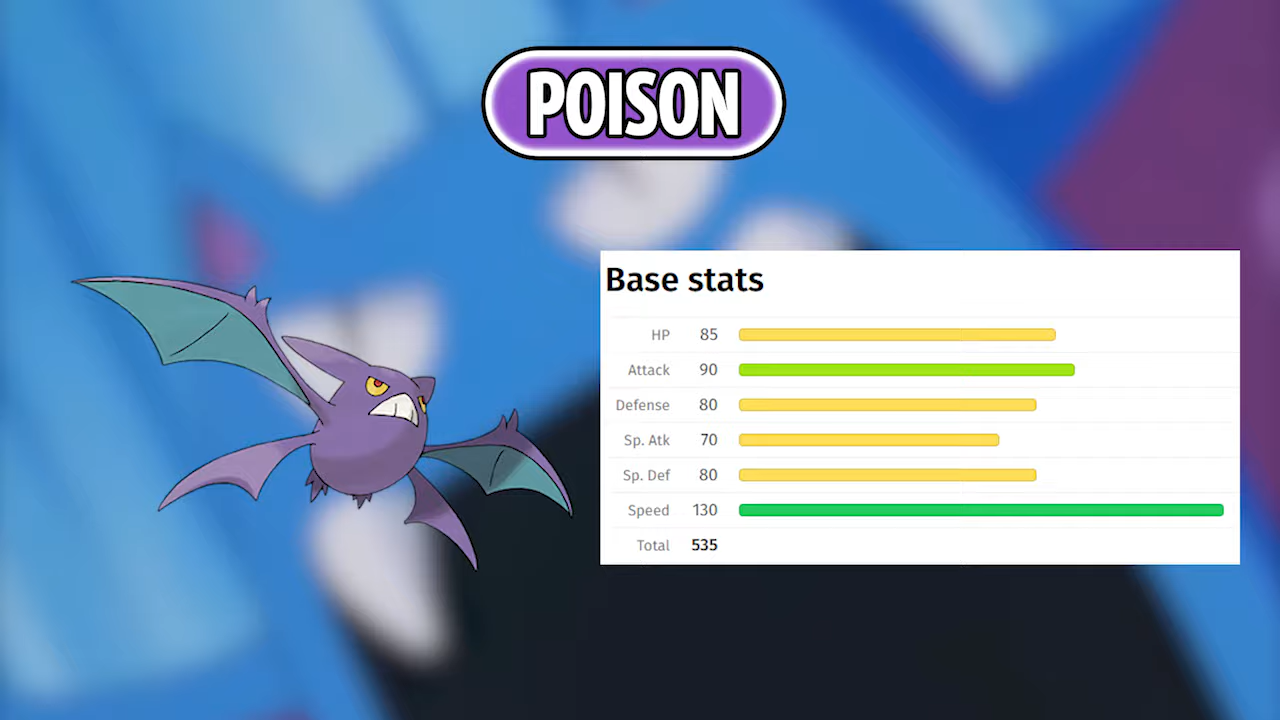 POISON
Base stats
HP 85
Attack 90
Defense 80
Sp. Atk 70
Sp. Def 80
Speed 130
Total 535